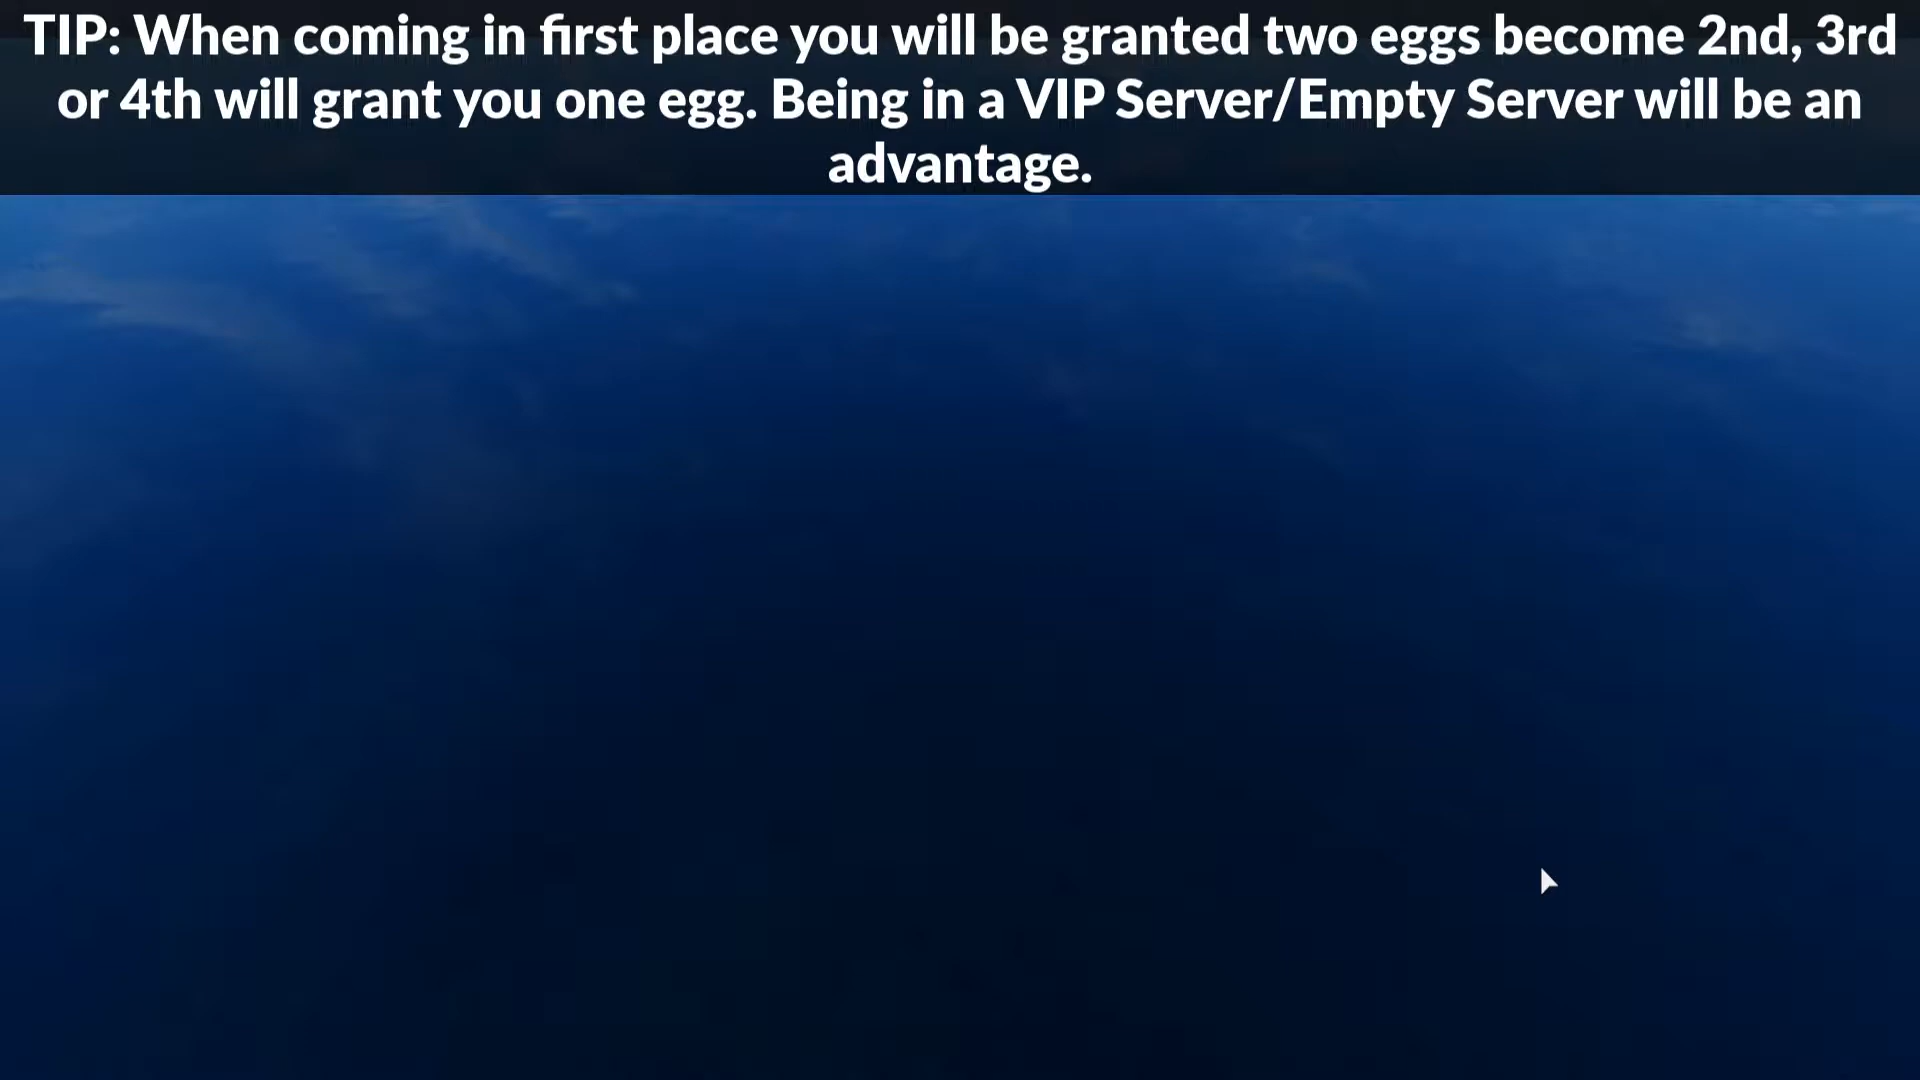 TIP: When coming in first place you will be granted two eggs become 2nd, 3rd
or 4th will grant you one egg. Being in a VIP Server/Empty Server will be an
advantage.